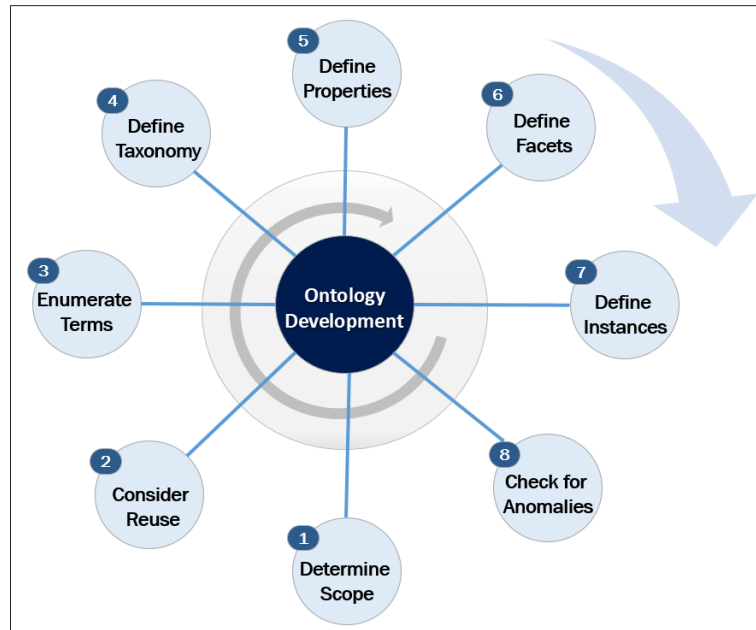 5
Define
Properties
4
Define
Taxonomy
6
Define
Facets
3
Enumerate
Terms
Ontology
Development
7
Define
Instances
2
Consider
Reuse
8
Check for
Anomalies
1
Determine
Scope